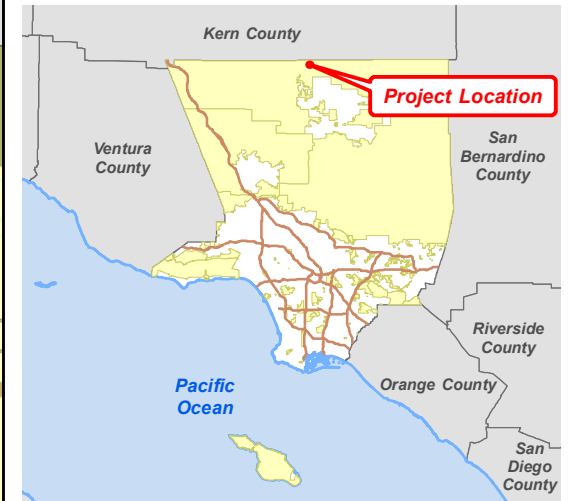 Kern County
Project Location
Ventura
County
San
Bernardino
County
Riverside
County
Orange County
Pacific
Ocean
San
Diego
County